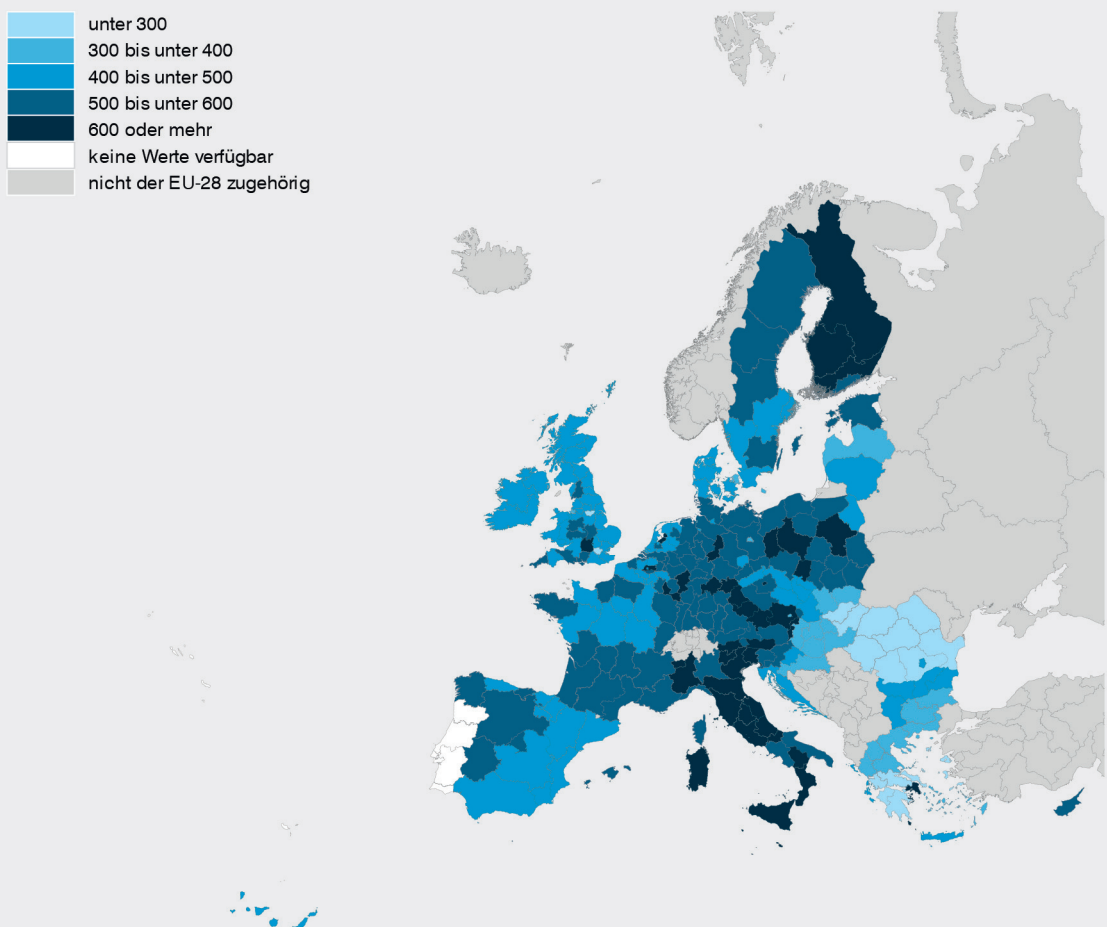 unter 300
300 bis unter 400
400 bis unter 500
500 bis unter 600
600 oder mehr
keine Werte verfügbar
nicht der EU-28 zugehörig